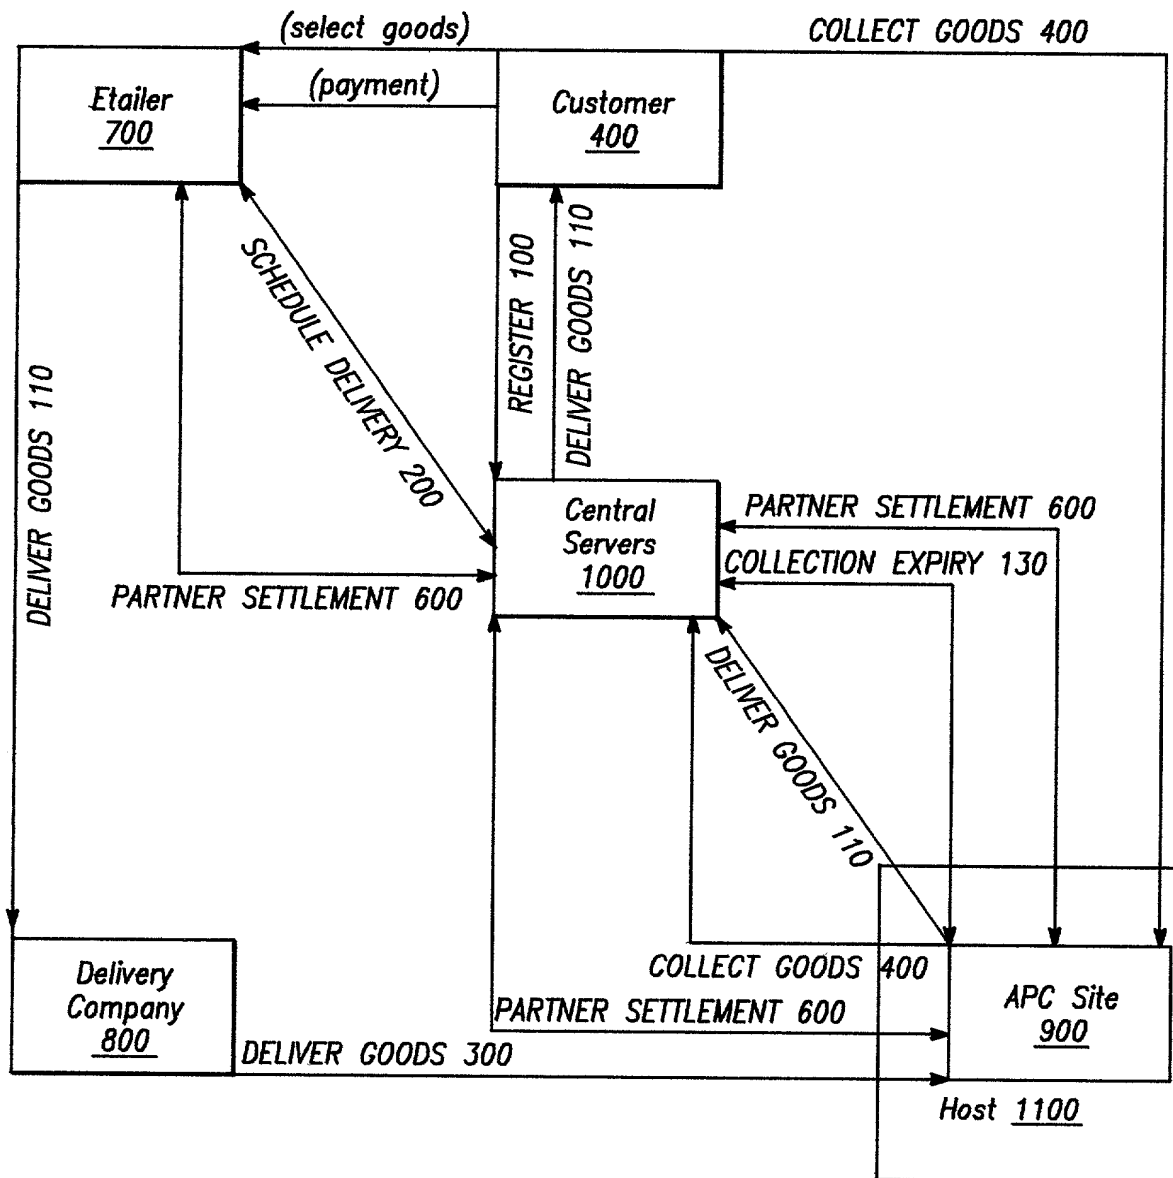 (select goods)
COLLECT GOODS 400
(payment)
Etailer
700
Customer
400
SCHEDULE DELIVERY 200
REGISTER 100
DELIVER GOODS 110
DELIVER GOODS 110
Central
Servers
1000
PARTNER SETTLEMENT 600
COLLECTION EXPIRY 130
PARTNER SETTLEMENT 600
DELIVER GOODS 110
COLLECT GOODS 400
Delivery
Company
800
PARTNER SETTLEMENT 600
APC Site
900
DELIVER GOODS 300
Host 1100